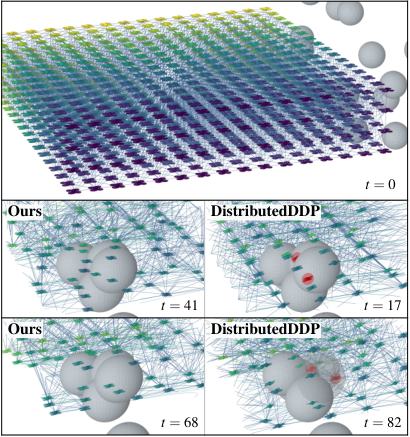 t = 0
Ours
DistributedDDP
t = 41
t = 17
Ours
DistributedDDP
t = 68
t = 82